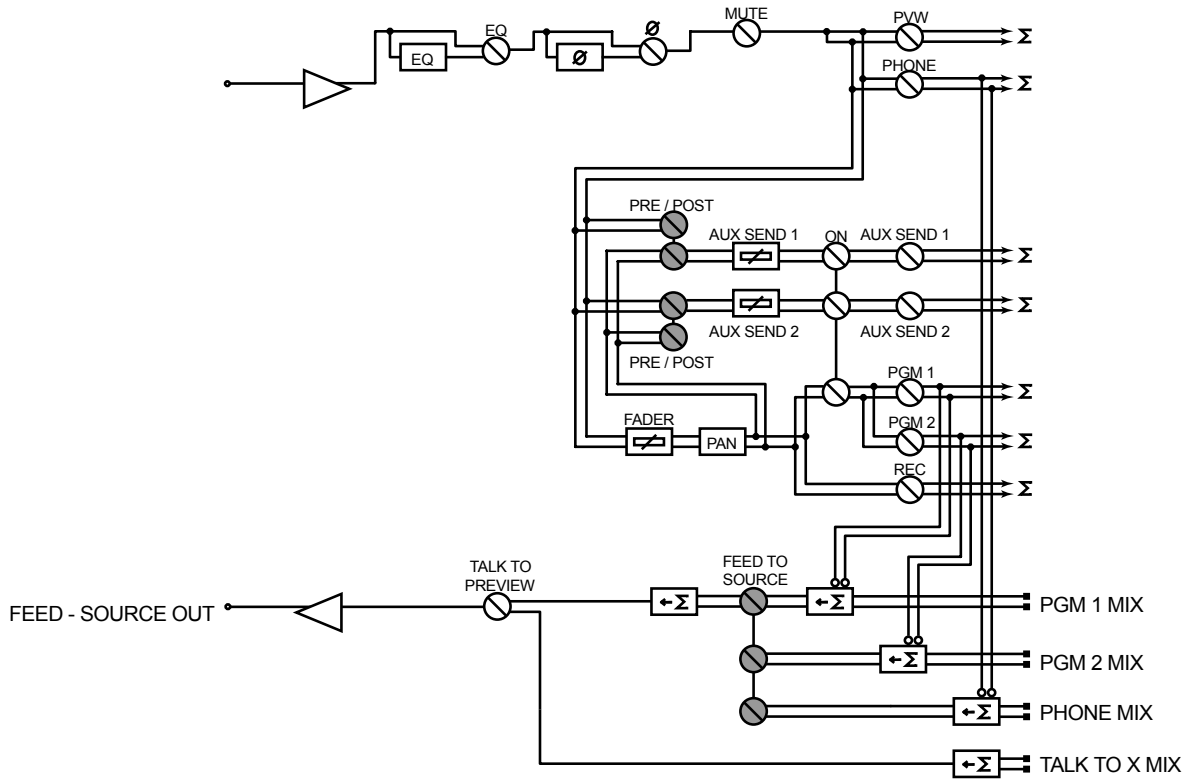 MUTE
PVW
EQ
Ø
Σ
EQ
Ø
PHONE
Σ
PRE / POST
AUX SEND 1
ON
AUX SEND 1
Σ
Σ
AUX SEND 2
AUX SEND 2
PRE / POST
PGM 1
Σ
FADER
PGM 2
PAN
Σ
REC
Σ
TALK TO
PREVIEW
FEED TO
SOURCE
FEED - SOURCE OUT
←Σ
←Σ
PGM 1 MIX
←Σ
PGM 2 MIX
←Σ
PHONE MIX
←Σ
TALK TO X MIX